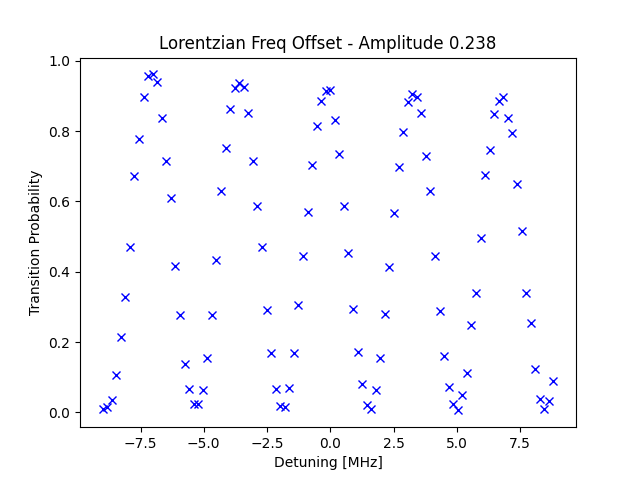 Lorentzian Freq Offset - Amplitude 0.238
1.0
0.8
0.6
0.4
0.2
0.0
Transition Probability
−7.5 −5.0 −2.5 0.0 2.5 5.0 7.5
Detuning [MHz]